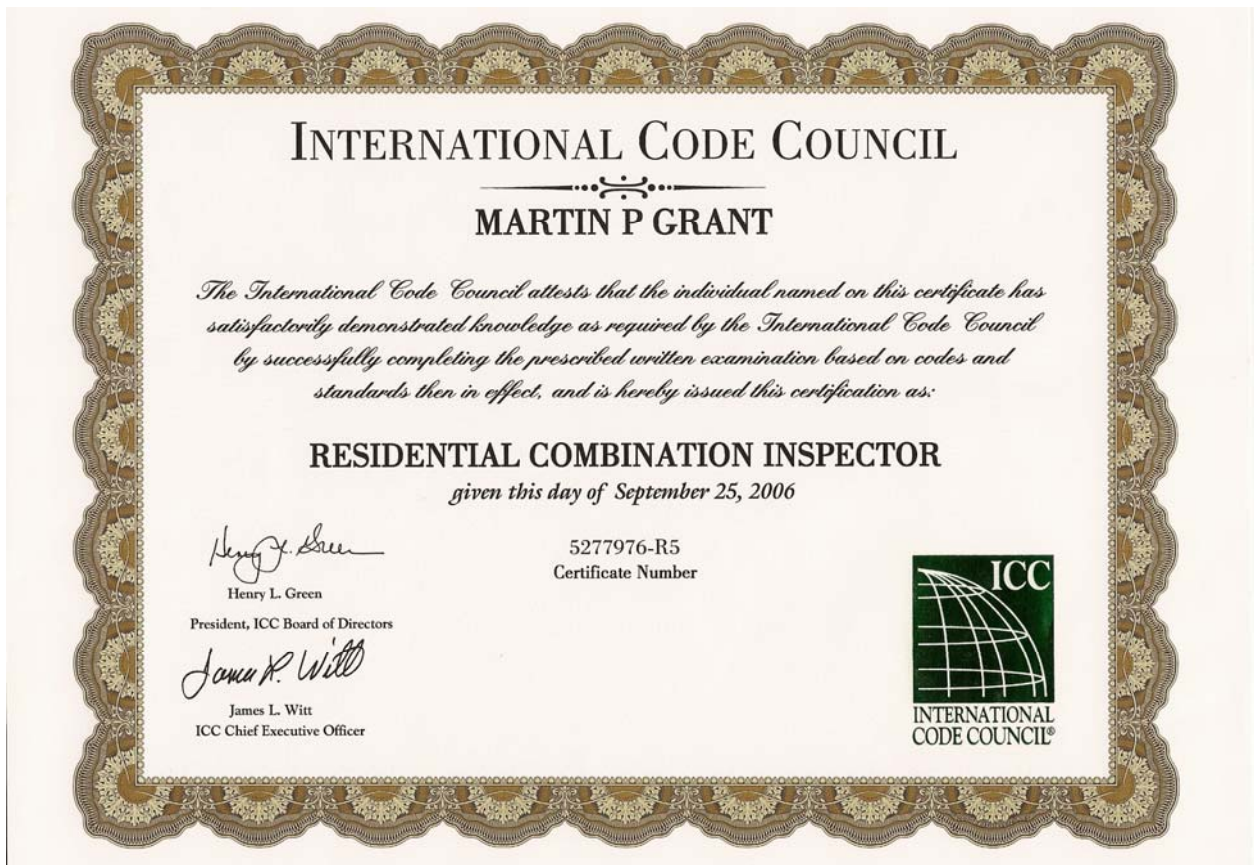 INTERNATIONAL CODE COUNCIL
MARTIN P GRANT
The International Code Council attests that the individual named on this certificate has
satisfactorily demonstrated knowledge as required by the International Code Council
by successfully completing the prescribed written examination based on codes and
standards then in effect, and is hereby issued this certification as:
RESIDENTIAL COMBINATION INSPECTOR
given this day of September 25, 2006
Henry L. Green
Henry L. Green
President, ICC Board of Directors
James L. Witt
James L. Witt
ICC Chief Executive Officer
5277976-R5
Certificate Number
ICC
INTERNATIONAL
CODE COUNCIL®